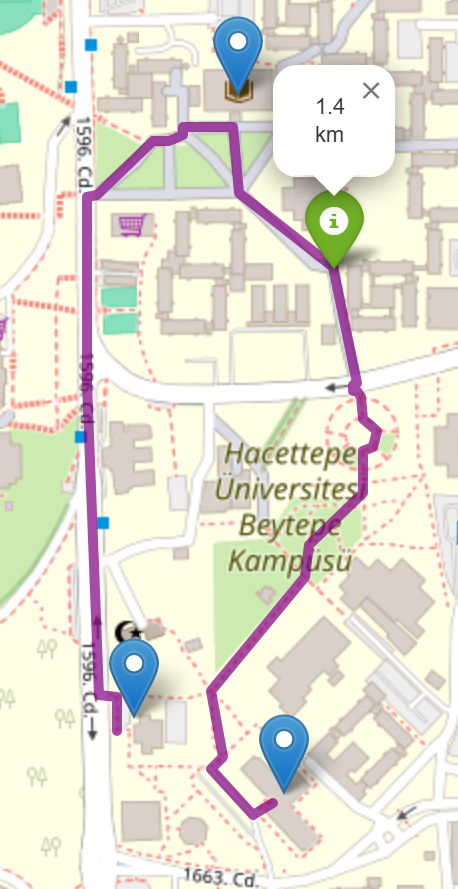 1.4
km
1596. Cd.
1596. Cd.
Hacettepe
Üniversitesi
Beytepe
Kampüsü
1596. Cd.
1663. Cd.